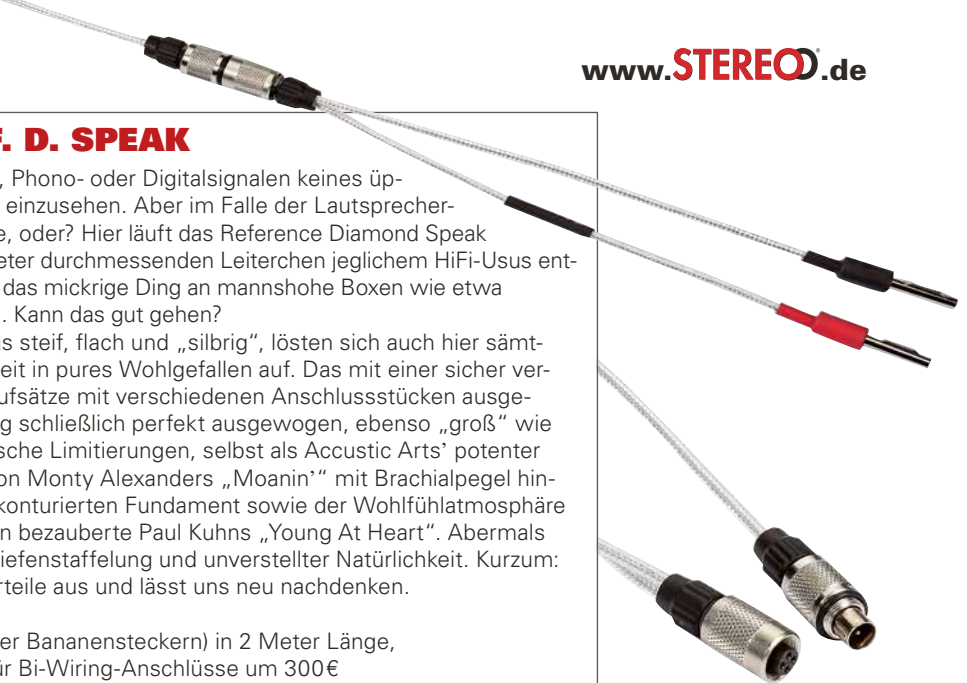 www.STEREO.de
F. D. SPEAK
, Phono- oder Digitalsignalen keines üp-
einzusehen. Aber im Falle der Lautsprecher-
e, oder? Hier läuft das Reference Diamond Speak
eter durchmessenden Leiterchen jeglichem HiFi-Usus ent-
das mickrige Ding an mannshohe Boxen wie etwa
. Kann das gut gehen?
as steif, flach und „silbrig“, lösten sich auch hier sämt-
eit in pures Wohlgefallen auf. Das mit einer sicher ver-
ufsätze mit verschiedenen Anschlussstücken ausge-
g schließlich perfekt ausgewogen, ebenso „groß“ wie
sche Limitierungen, selbst als Accustic Arts’ potenter
on Monty Alexanders „Moanin’“ mit Brachialpegel hin-
konturierten Fundament sowie der Wohlfühlatmosphäre
n bezauberte Paul Kuhns „Young At Heart“. Abermals
iefenstaffelung und unverstellter Natürlichkeit. Kurzum:
rteile aus und lässt uns neu nachdenken.
er Bananensteckern) in 2 Meter Länge,
ür Bi-Wiring-Anschlüsse um 300€